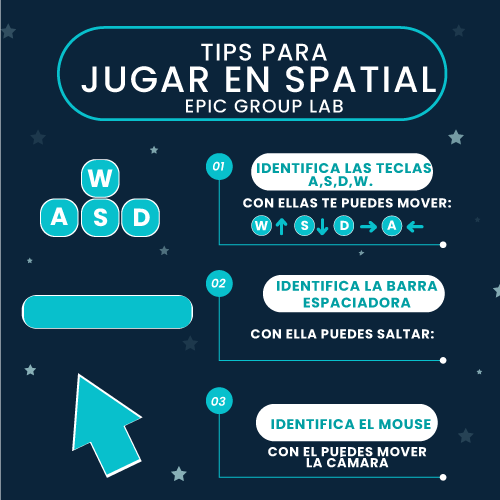 TIPS PARA
JUGAR EN SPATIAL
EPIC GROUP LAB
W
A S D
01
IDENTIFICA LAS TECLAS
A,S,D,W.
CON ELLAS TE PUEDES MOVER:
W ↑ S ↓ D → A ←
02
IDENTIFICA LA BARRA
ESPACIADORA
CON ELLA PUEDES SALTAR:
03
IDENTIFICA EL MOUSE
CON EL PUEDES MOVER
LA CÁMARA